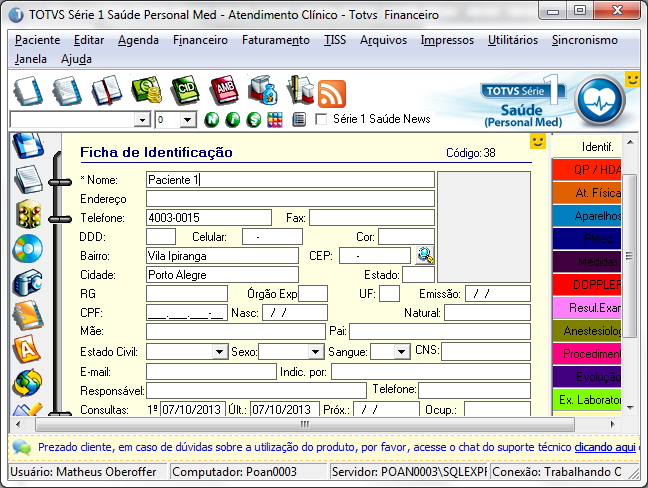 TOTVS Série 1 Saúde Personal Med - Atendimento Clínico - Totvs Financeiro
Paciente Editar Agenda Financeiro Faturamento TISS Arquivos Impressos Utilitários Sincronismo
Janela Ajuda
CID
AMB
TOTVS Série 1
Saúde
(Personal Med)
0
N
I
S
Série 1 Saúde News
Ficha de Identificação
Código: 38
Identif.
* Nome: Paciente 1
QP / HDA
Endereço
At. Física
Telefone: 4003-0015 Fax:
Aparelhos
DDD: Celular: - Cor:
Bairro: Vila Ipiranga CEP: -
Medidas
Cidade: Porto Alegre Estado:
DOPPLER
RG Órgão Exp UF: Emissão: / /
Resul.Exam
CPF: ___.___.___-__ Nasc: / / Natural:
Anestesiolog
Mãe: Pai:
Procediment
Estado Civil: Sexo: Sangue: CNS:
Evolução
E-mail: Indic. por:
Ex. Laborator
Responsável: Telefone:
Consultas: 1ª 07/10/2013 Últ.: 07/10/2013 Próx.: / / Ocup.:
Prezado cliente, em caso de dúvidas sobre a utilização do produto, por favor, acesse o chat do suporte técnico clicando aqui
Usuário: Matheus Oberoffer Computador: Poan0003 Servidor: POAN0003\SQLEXPF Conexão: Trabalhando O